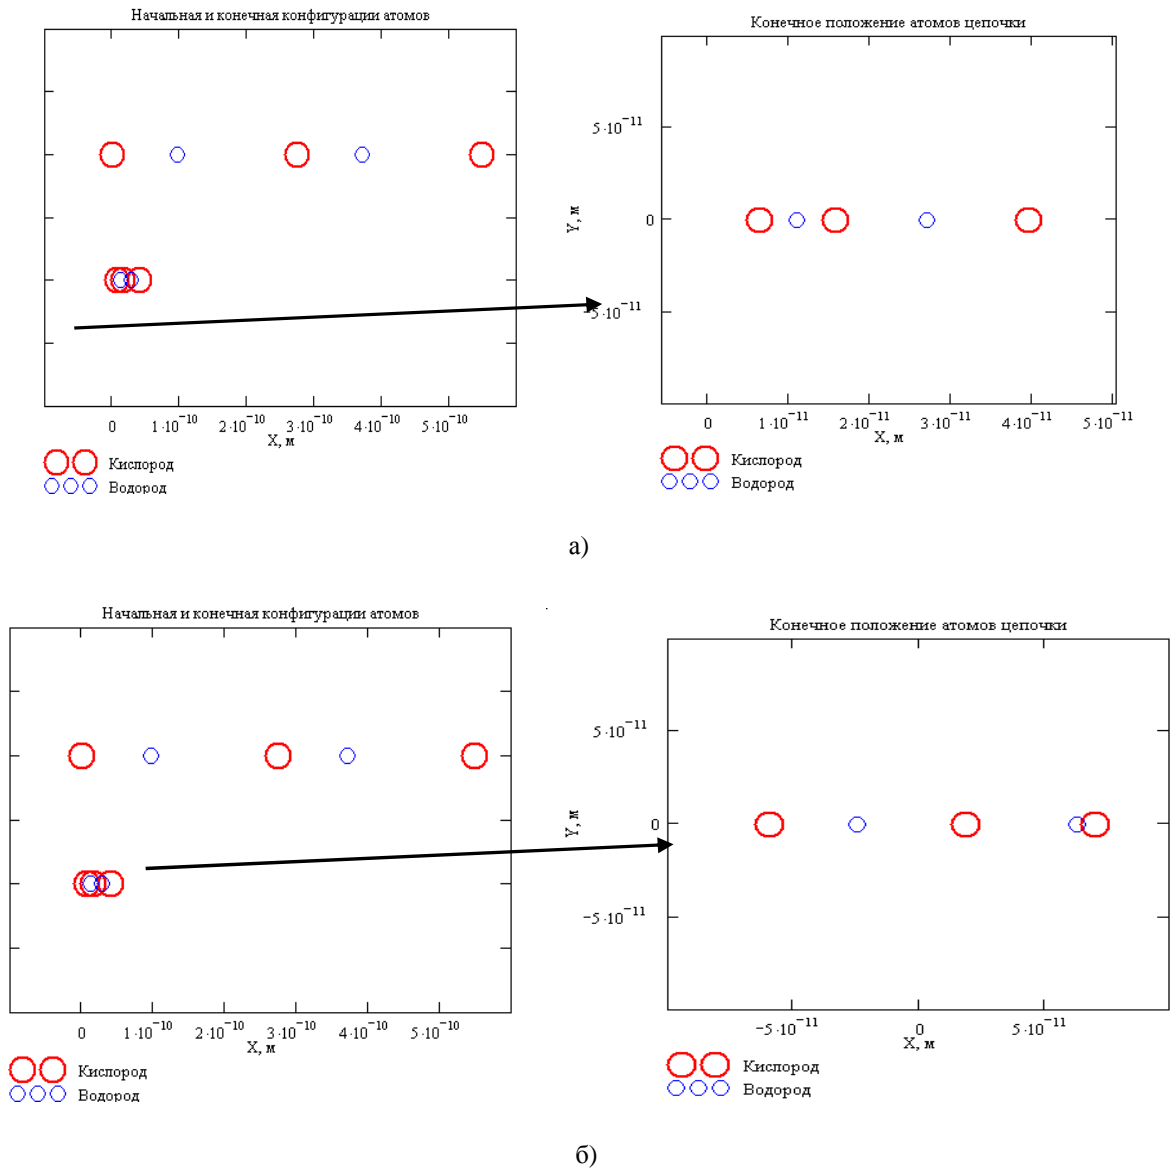 Начальная и конечная конфигурации атомов
Конечное положение атомов цепочки
5·10⁻¹¹
0
Y, м
5·10⁻¹¹
0 1·10⁻¹⁰ 2·10⁻¹⁰ 3·10⁻¹⁰ 4·10⁻¹⁰ 5·10⁻¹⁰
X, м
0 1·10⁻¹¹ 2·10⁻¹¹ 3·10⁻¹¹ 4·10⁻¹¹ 5·10⁻¹¹
X, м
Кислород
Водород
Кислород
Водород
а)
Начальная и конечная конфигурации атомов
Конечное положение атомов цепочки
5·10⁻¹¹
0
Y, м
−5·10⁻¹¹
0 1·10⁻¹⁰ 2·10⁻¹⁰ 3·10⁻¹⁰ 4·10⁻¹⁰ 5·10⁻¹⁰
X, м
−5·10⁻¹¹ 0 5·10⁻¹¹
X, м
Кислород
Водород
Кислород
Водород
б)